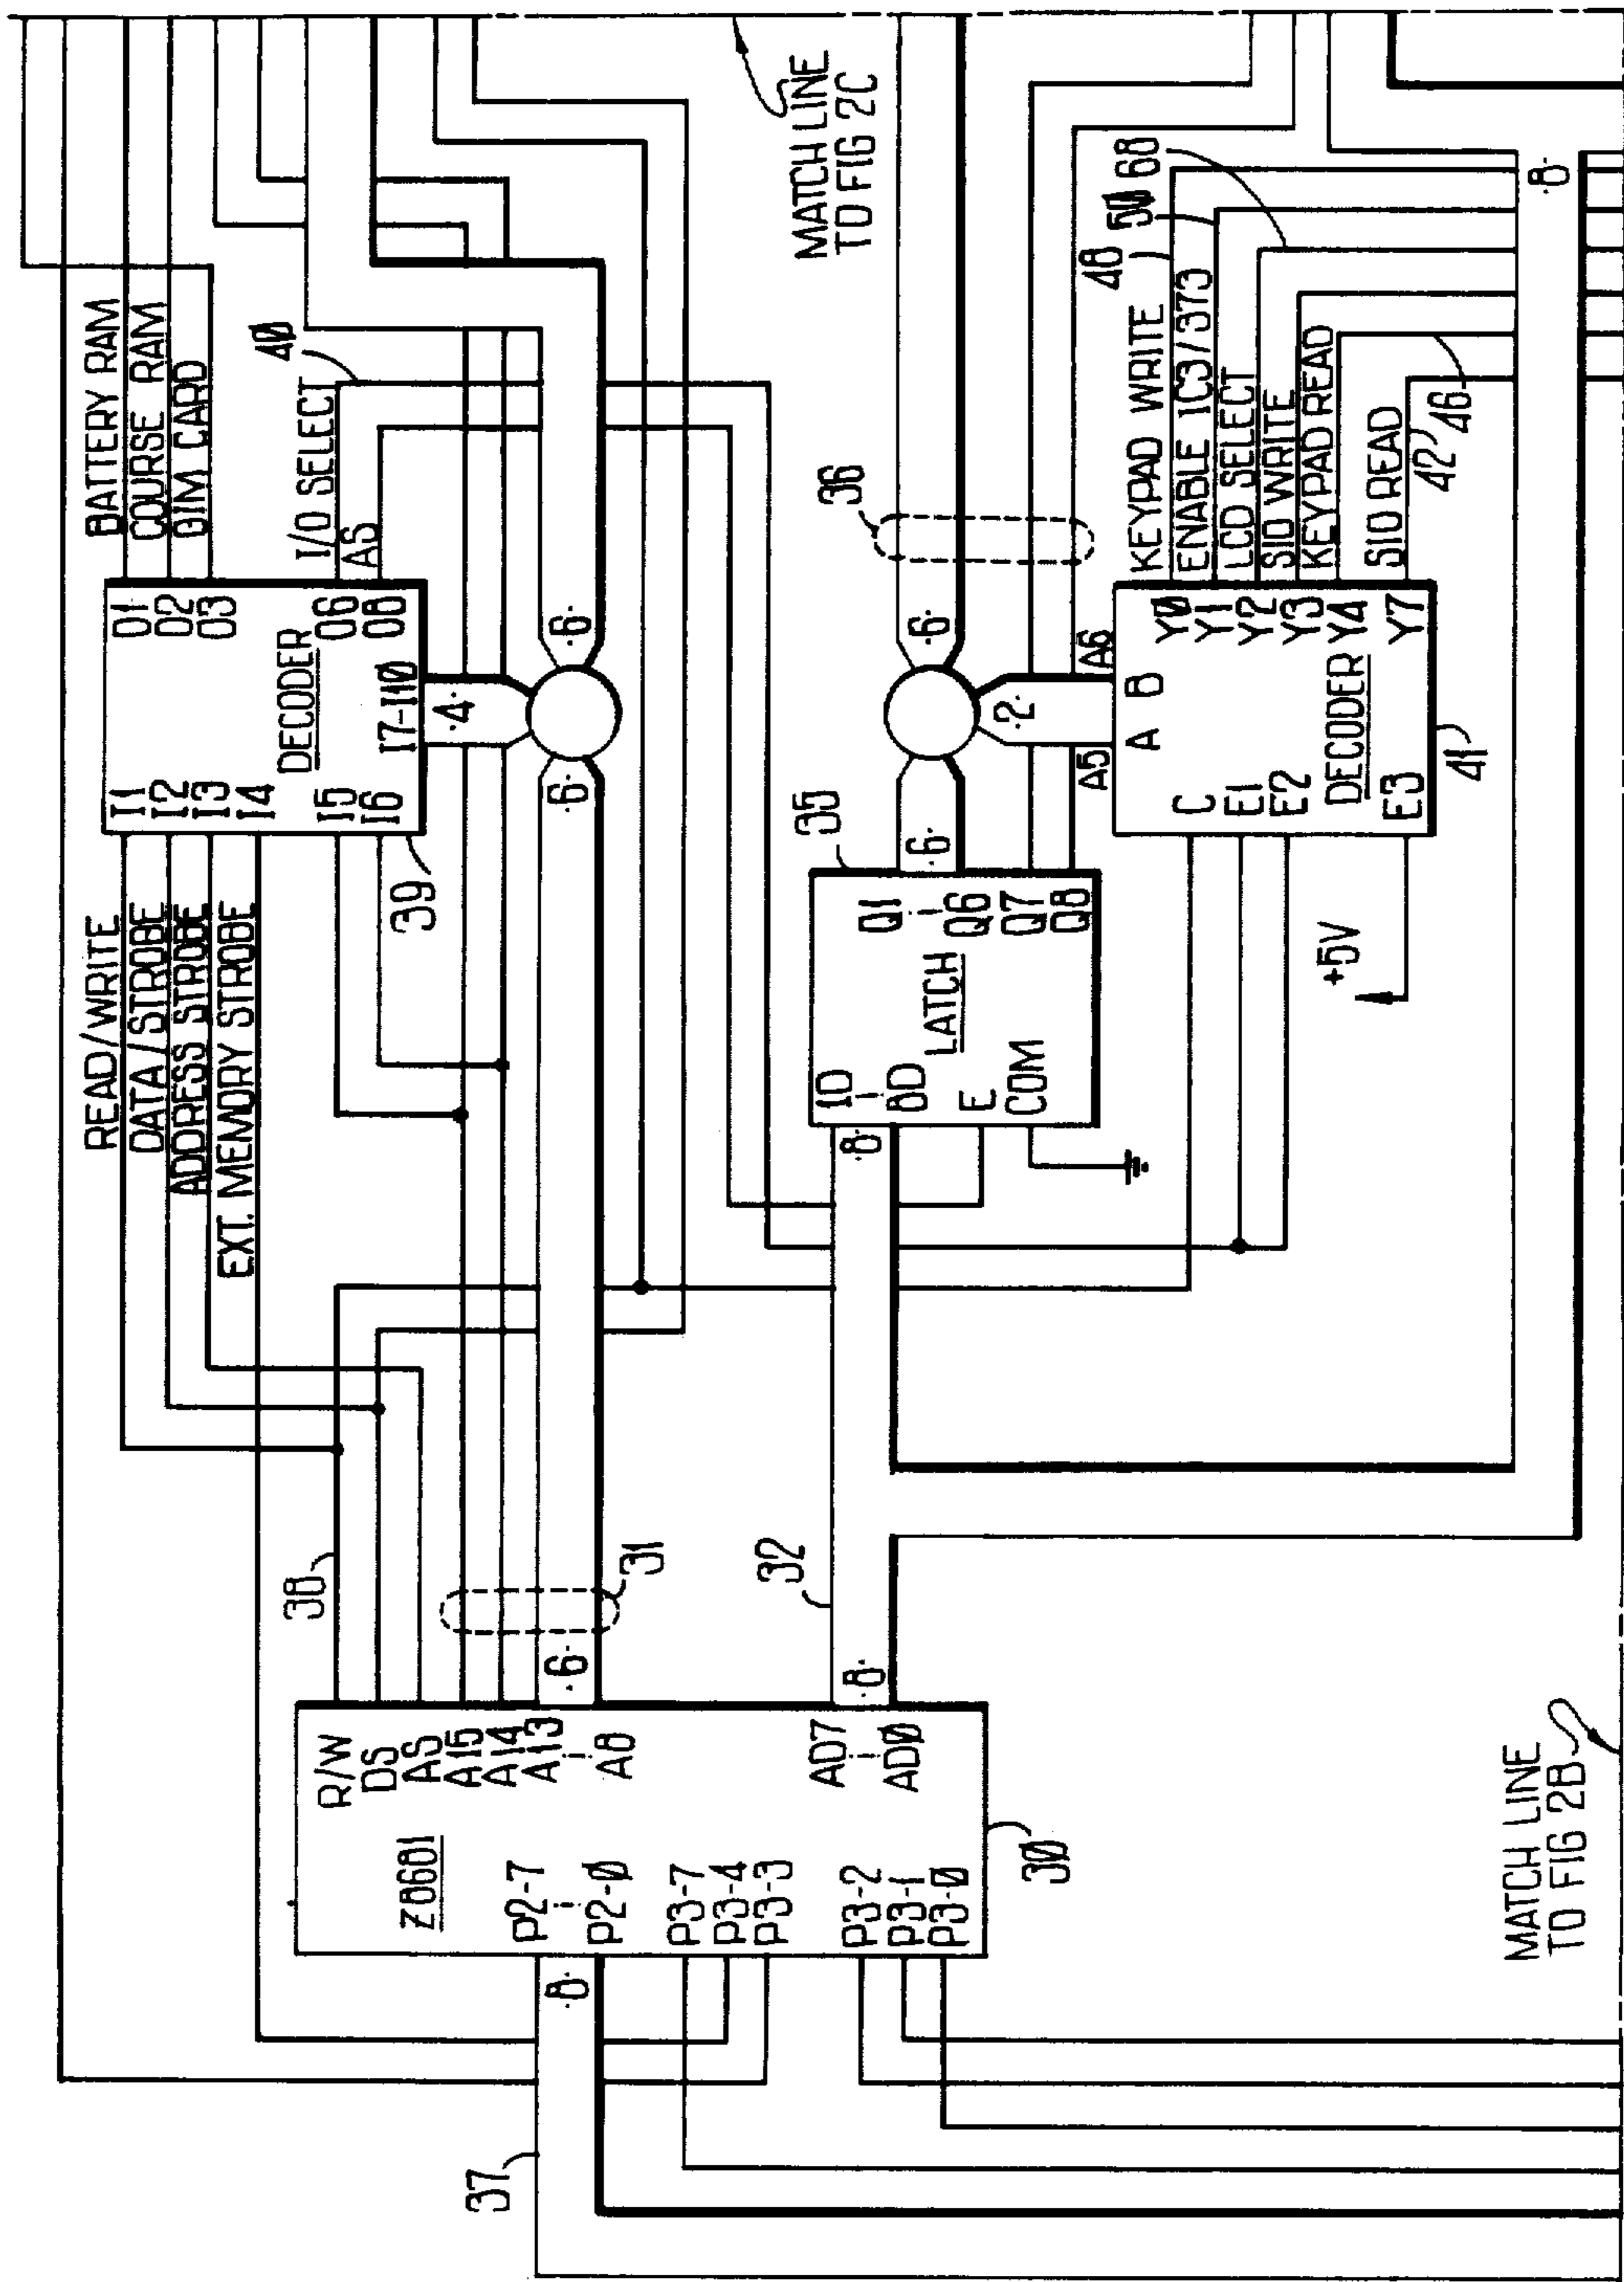 BATTERY RAM
COURSE RAM
DIM CARD
40
I/O SELECT
AS
READ/WRITE
DATA/STROBE
ADDRESS STROBE
EXT. MEMORY STROBE
I1
I2
I3
I4
I5
I6
DECODER
I7-I10
O1
O2
O3
O6
O8
39
.4.
.6.
.6.
38
31
.6.
R/W
DS
AS
A15
A14
A13
A8
Z8681
P2-7
P2-0
P3-7
P3-4
P3-3
P3-2
P3-1
P3-0
AD7
AD0
30
.8.
37
32
.8.
.8.
1D
8D
E
COM
LATCH
Q1
Q6
Q7
Q8
35
.6.
.6.
36
MATCH LINE
TO FIG 2C
.2.
A5
A6
A
B
C
E1
E2
E3
DECODER
Y0
Y1
Y2
Y3
Y4
Y7
41
+5V
KEYPAD WRITE
ENABLE IC3/373
LCD SELECT
SIO WRITE
KEYPAD READ
SIO READ
48
50
68
42
46
.8.
MATCH LINE
TO FIG 2B